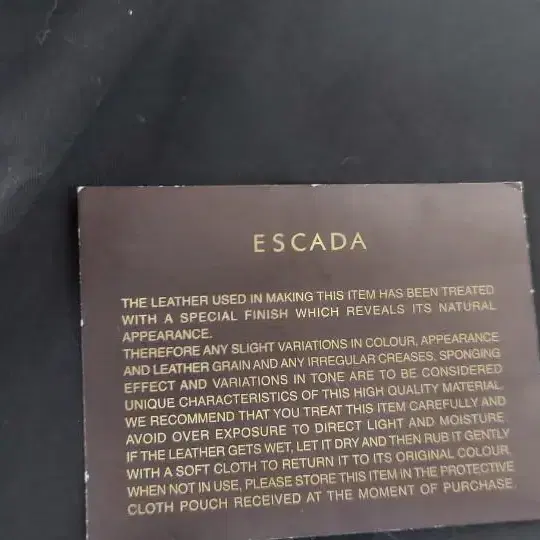 ESCADA
THE LEATHER USED IN MAKING THIS ITEM HAS BEEN TREATED
WITH A SPECIAL FINISH WHICH REVEALS ITS NATURAL
APPEARANCE.
THEREFORE ANY SLIGHT VARIATIONS IN COLOUR, APPEARANCE
AND LEATHER GRAIN AND ANY IRREGULAR CREASES, SPONGING
EFFECT AND VARIATIONS IN TONE ARE TO BE CONSIDERED
UNIQUE CHARACTERISTICS OF THIS HIGH QUALITY MATERIAL.
WE RECOMMEND THAT YOU TREAT THIS ITEM CAREFULLY AND
AVOID OVER EXPOSURE TO DIRECT LIGHT AND MOISTURE.
IF THE LEATHER GETS WET, LET IT DRY AND THEN RUB IT GENTLY
WITH A SOFT CLOTH TO RETURN IT TO ITS ORIGINAL COLOUR.
WHEN NOT IN USE, PLEASE STORE THIS ITEM IN THE PROTECTIVE
CLOTH POUCH RECEIVED AT THE MOMENT OF PURCHASE.